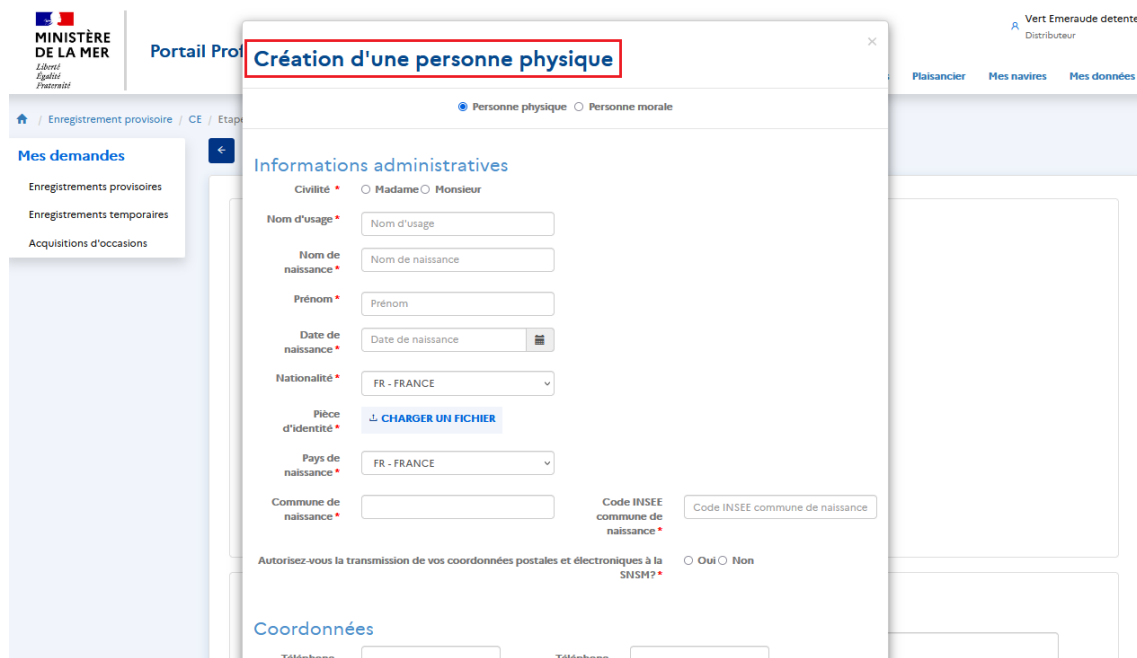 MINISTÈRE
DE LA MER
Liberté
Égalité
Fraternité
Portail Prof
Vert Emeraude detente
Distributeur
Plaisancier Mes navires Mes données
/ Enregistrement provisoire / CE / Etape
Mes demandes
Enregistrements provisoires
Enregistrements temporaires
Acquisitions d'occasions
Création d'une personne physique
×
Personne physique Personne morale
Informations administratives
Civilité * Madame Monsieur
Nom d'usage * Nom d'usage
Nom de
naissance * Nom de naissance
Prénom * Prénom
Date de
naissance * Date de naissance
Nationalité * FR - FRANCE
Pièce
d'identité * CHARGER UN FICHIER
Pays de
naissance * FR - FRANCE
Commune de
naissance *
Code INSEE
commune de
naissance * Code INSEE commune de naissance
Autorisez-vous la transmission de vos coordonnées postales et électroniques à la
SNSM? * Oui Non
Coordonnées
Téléphone Téléphone